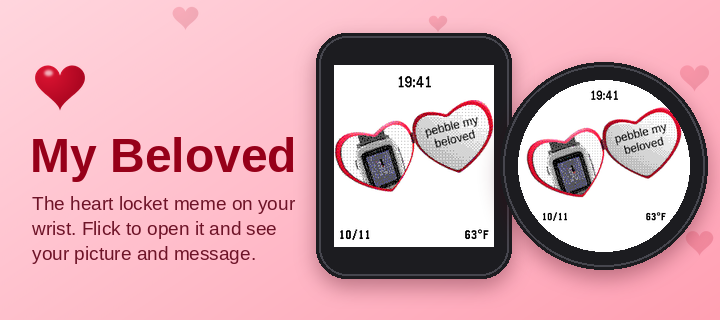 My Beloved
The heart locket meme on your
wrist. Flick to open it and see
your picture and message.
19:41
pebble my
beloved
10/11
63°F
19:41
pebble my
beloved
10/11
63°F